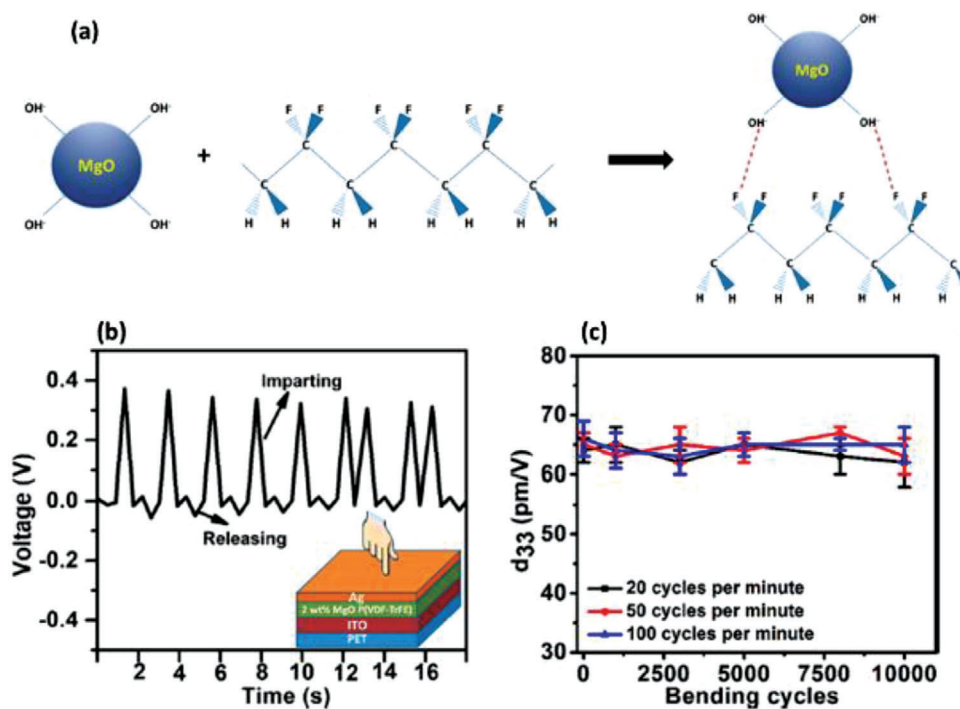 (a)
OH⁻ OH⁻
MgO
OH⁻ OH⁻
+
F F F F F F
C C C
C C C C
H H H H H H H H
OH⁻ OH⁻
MgO
OH⁻ OH⁻
F F F F F F
C C C
C C C C
H H H H H H H
(b)
Voltage (V)
0.4
0.2
0.0
-0.2
-0.4
Imparting
Releasing
Ag
2 wt% MgO P(VDF-TrFE)
ITO
PET
2 4 6 8 10 12 14 16
Time (s)
(c)
d33 (pm/V)
80
70
60
50
40
30
20 cycles per minute
50 cycles per minute
100 cycles per minute
0 2500 5000 7500 10000
Bending cycles